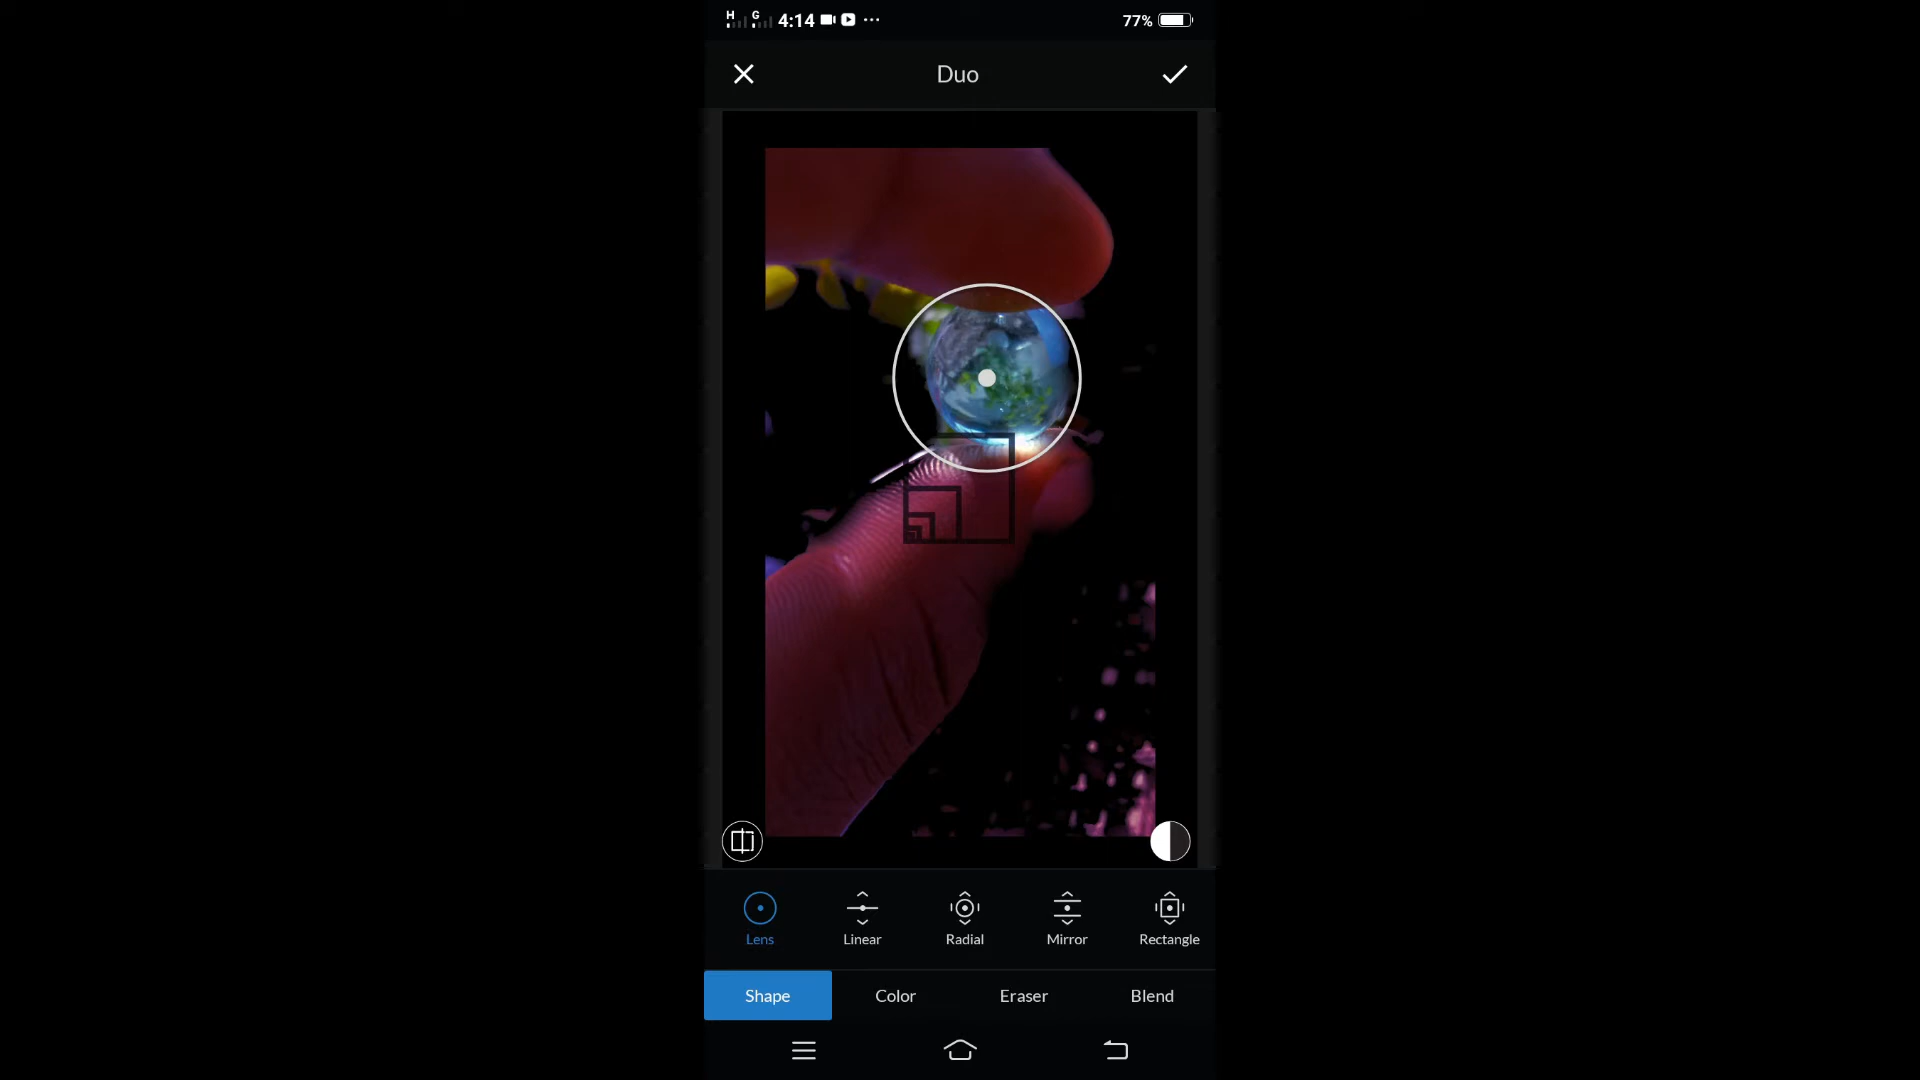 H G 4:14 77%
Duo
Lens Linear Radial Mirror Rectangle
Shape Color Eraser Blend